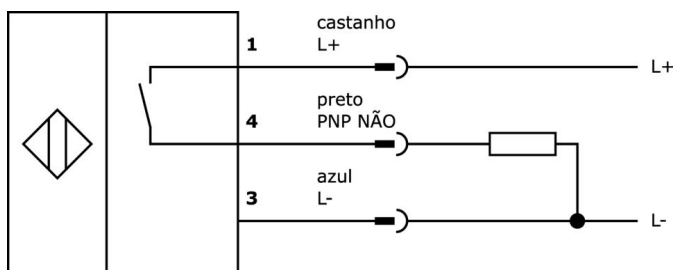 castanho
1 L+
L+
preto
4 PNP NÃO
azul
3 L-
L-